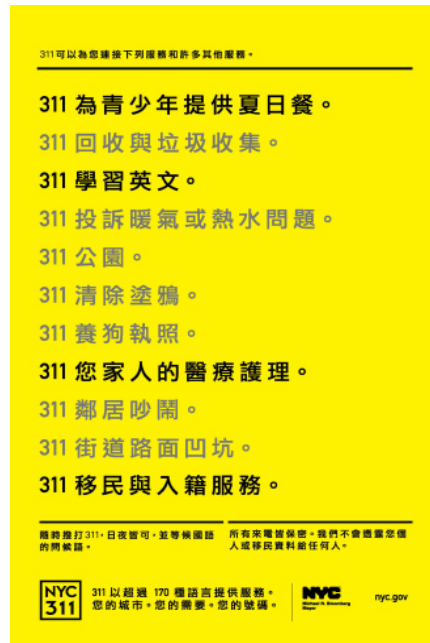 311可以為您連接下列服務和許多其他服務。
311 為青少年提供夏日餐。
311 回收與垃圾收集。
311 學習英文。
311 投訴暖氣或熱水問題。
311 公園。
311 清除塗鴉。
311 養狗執照。
311 您家人的醫療護理。
311 鄰居吵鬧。
311 街道路面凹坑。
311 移民與入籍服務。
隨時撥打311，日夜皆可，並等候國語
的問候語。
所有來電皆保密。我們不會透露您個
人或移民資料給任何人。
NYC
311
311 以超過 170 種語言提供服務。
您的城市。您的需要。您的號碼。
NYC
Michael R. Bloomberg
Mayor
nyc.gov